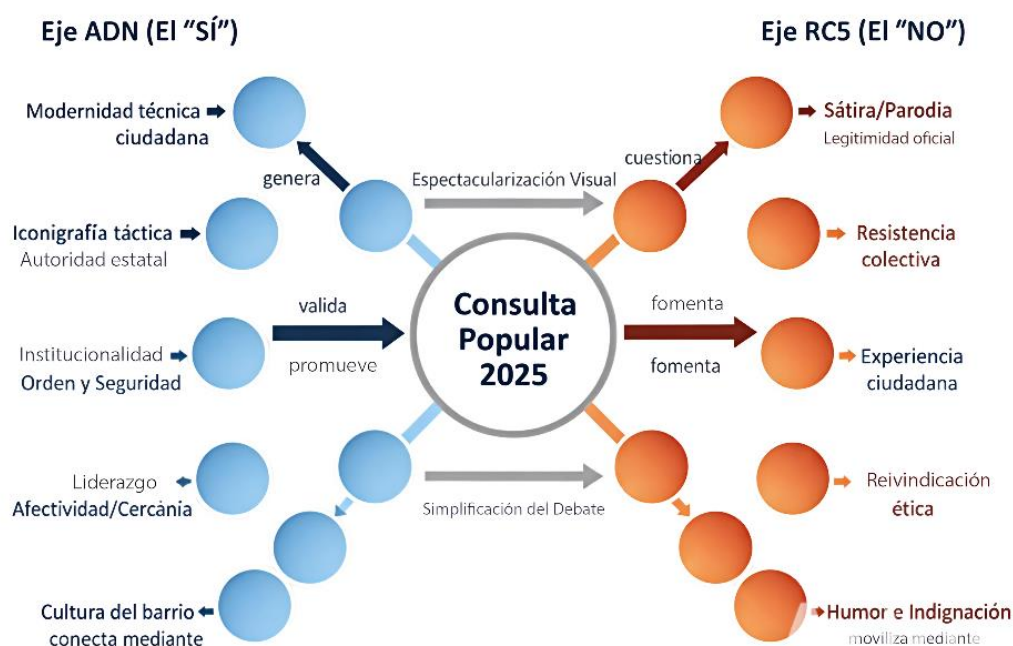 Eje ADN (El “SÍ”)
Eje RC5 (El “NO”)
Modernidad técnica
ciudadana
genera
Espectacularización Visual
cuestiona
Sátira/Parodia
Legitimidad oficial
Iconigrafía táctica
Autoridad estatal
Resistencia
colectiva
Consulta
Popular
2025
valida
promueve
fomenta
fomenta
Institucionalidad
Orden y Seguridad
Experiencia
ciudadana
Liderazgo
Afectividad/Cercània
Simplificación del Debate
Reivindicación
ética
Cultura del barrio
conecta mediante
Humor e Indignación
moviliza mediante